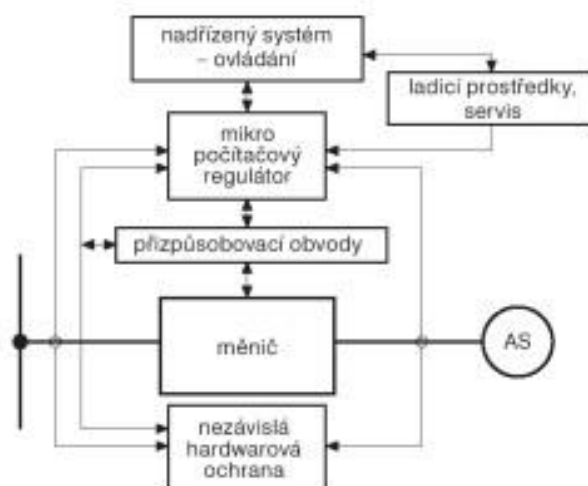 nadřízený systém
– ovládání
ladicí prostředky,
servis
mikro
počítačový
regulátor
přizpůsobovací obvody
měnič
AS
nezávislá
hardwarová
ochrana